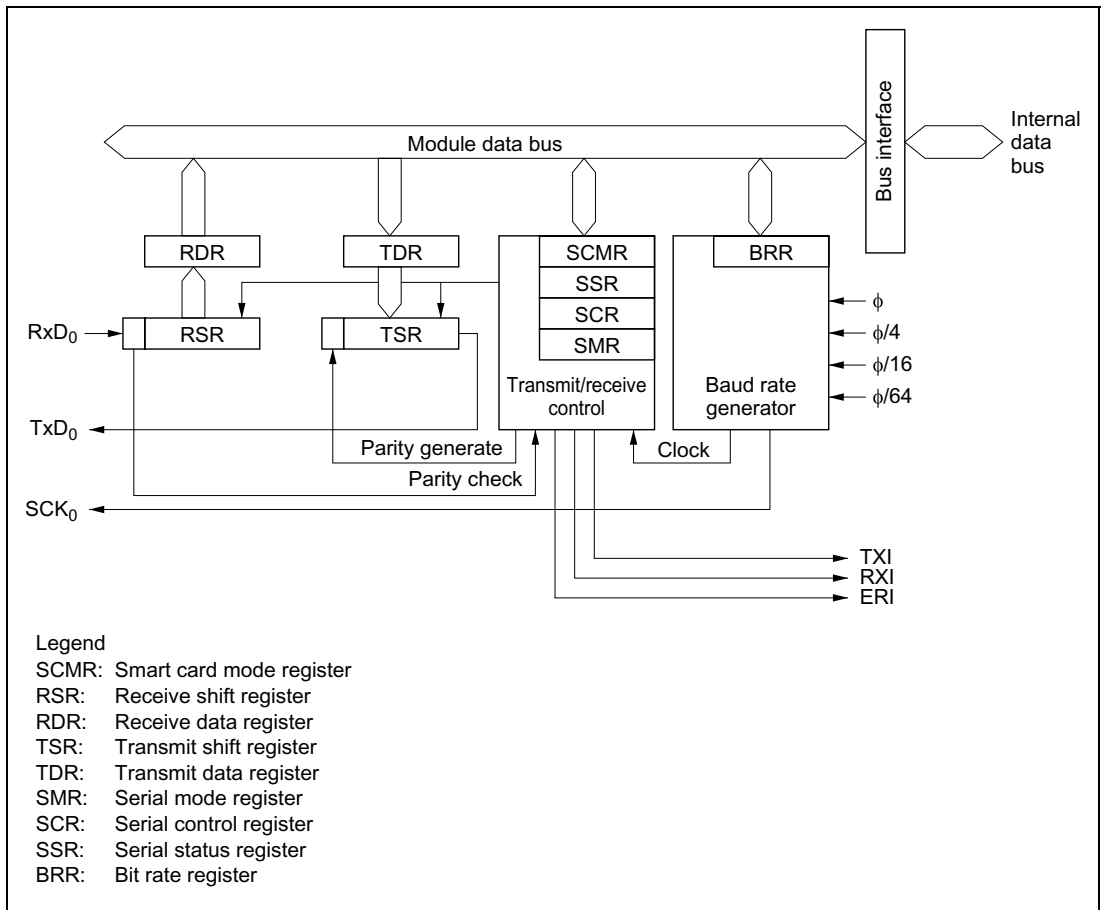 Bus interface
Internal
data
bus
Module data bus
RDR
TDR
SCMR
BRR
SSR
SCR
SMR
RxD₀
RSR
TSR
ϕ
ϕ/4
ϕ/16
ϕ/64
Transmit/receive
control
Baud rate
generator
TxD₀
Parity generate
Clock
Parity check
SCK₀
TXI
RXI
ERI
Legend
SCMR: Smart card mode register
RSR: Receive shift register
RDR: Receive data register
TSR: Transmit shift register
TDR: Transmit data register
SMR: Serial mode register
SCR: Serial control register
SSR: Serial status register
BRR: Bit rate register